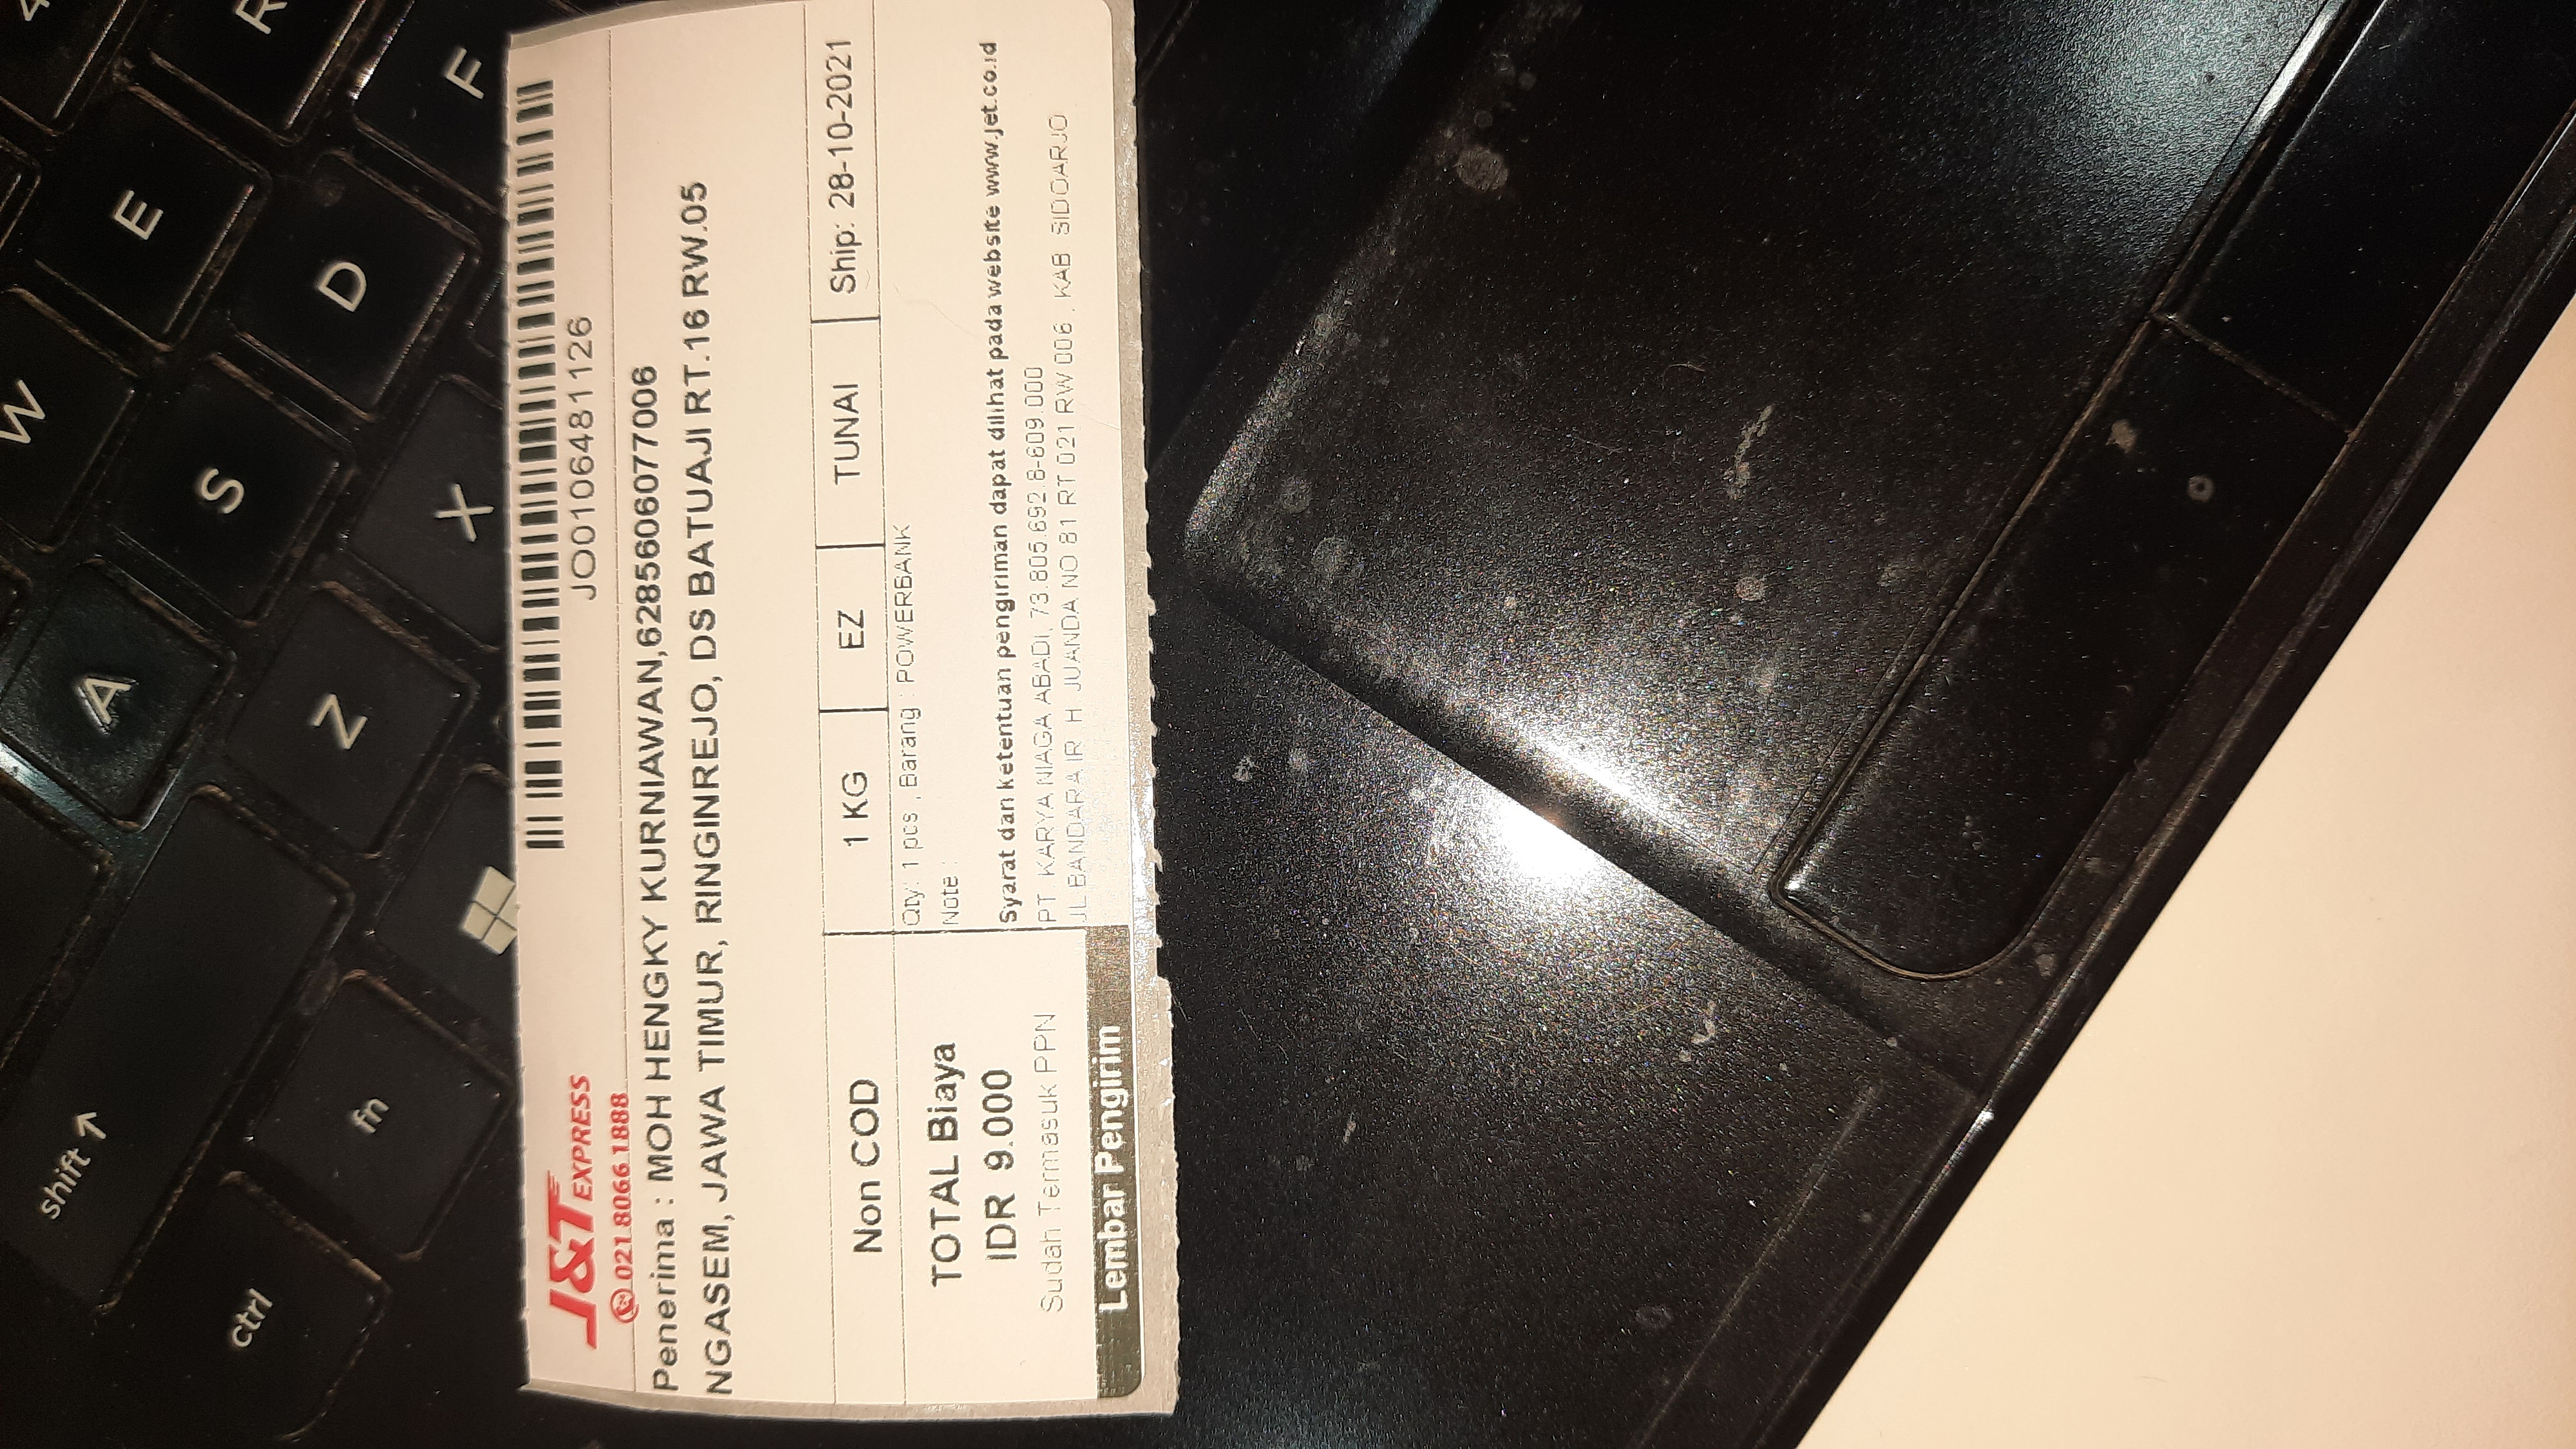 shift ↑
A
W
4
E
S
R
ctrl
Z
D
fn
X
F
J&T EXPRESS
021 8066 1888
JO0106481126
Penerima : MOH HENGKY KURNIAWAN,6285606077006
NGASEM, JAWA TIMUR, RINGINREJO, DS BATUAJI RT.16 RW.05
Non COD
1 KG
EZ
TUNAI
Ship: 28-10-2021
TOTAL Biaya
IDR 9.000
Sudah Termasuk PPN
Lembar Pengirim
Qty: 1 pcs , Barang : POWERBANK
Note :
Syarat dan ketentuan pengiriman dapat dilihat pada website www.jet.co.id
PT. KARYA NIAGA ABADI, 73.805.692.8-609.000
JL BANDARA IR. H. JUANDA NO 81 RT 021 RW 006 , KAB. SIDOARJO